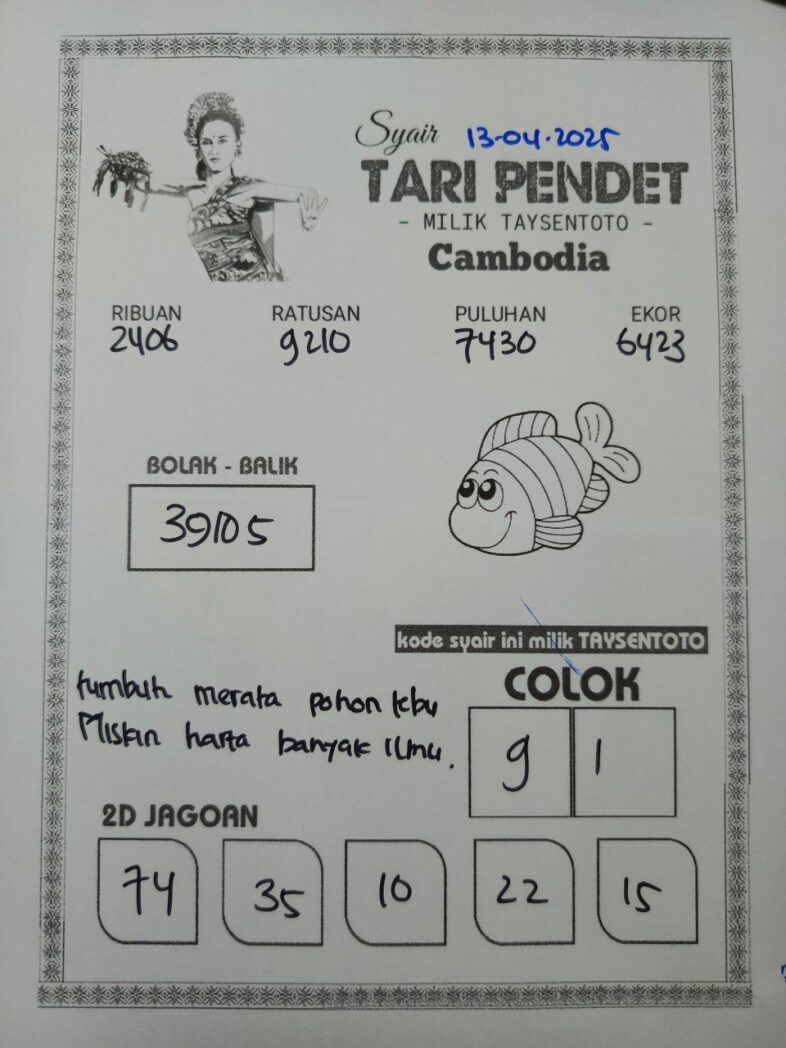 Syair 13-04-2025
TARI PENDET
- MILIK TAYSENTOTO -
Cambodia
RIBUAN RATUSAN PULUHAN EKOR
2406 9210 7430 6423
BOLAK - BALIK
39105
kode syair ini milik TAYSENTOTO
COLOK
9 1
tumbuh merata pohon tebu
Miskin harta banyak Ilmu.
2D JAGOAN
74 35 10 22 15